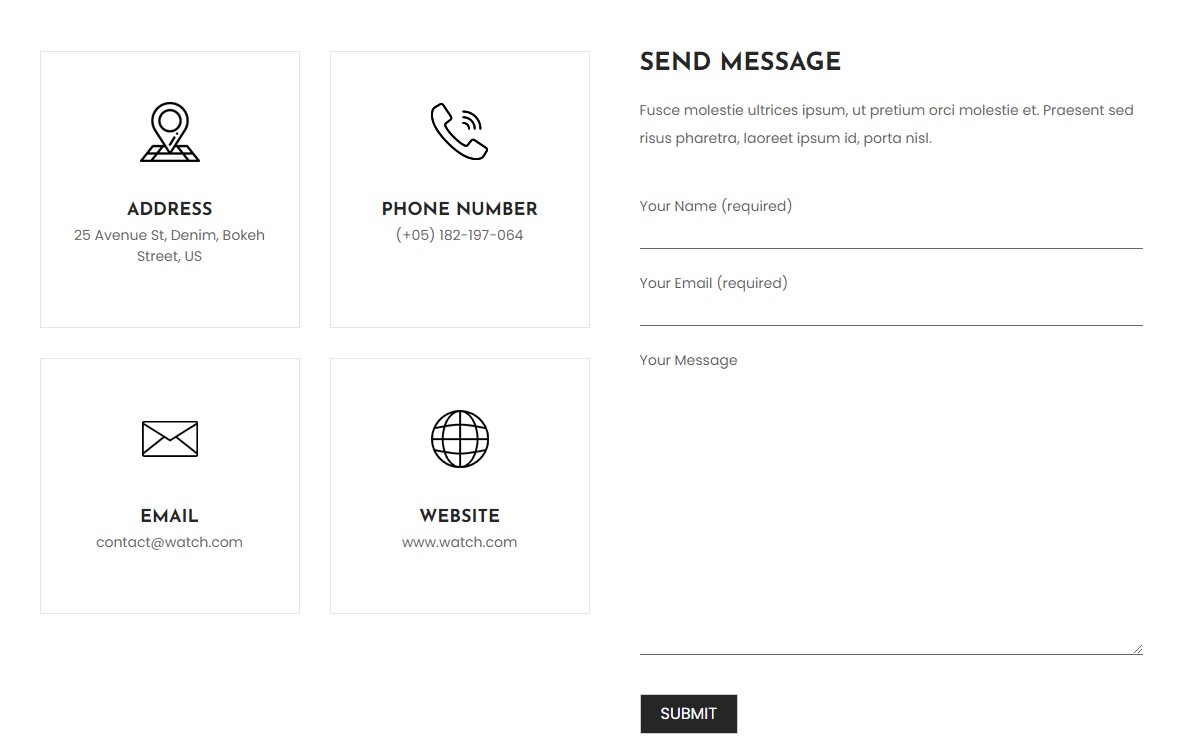 ADDRESS
25 Avenue St, Denim, Bokeh
Street, US
PHONE NUMBER
(+05) 182-197-064
EMAIL
contact@watch.com
WEBSITE
www.watch.com
SEND MESSAGE
Fusce molestie ultrices ipsum, ut pretium orci molestie et. Praesent sed
risus pharetra, laoreet ipsum id, porta nisl.
Your Name (required)
Your Email (required)
Your Message
SUBMIT